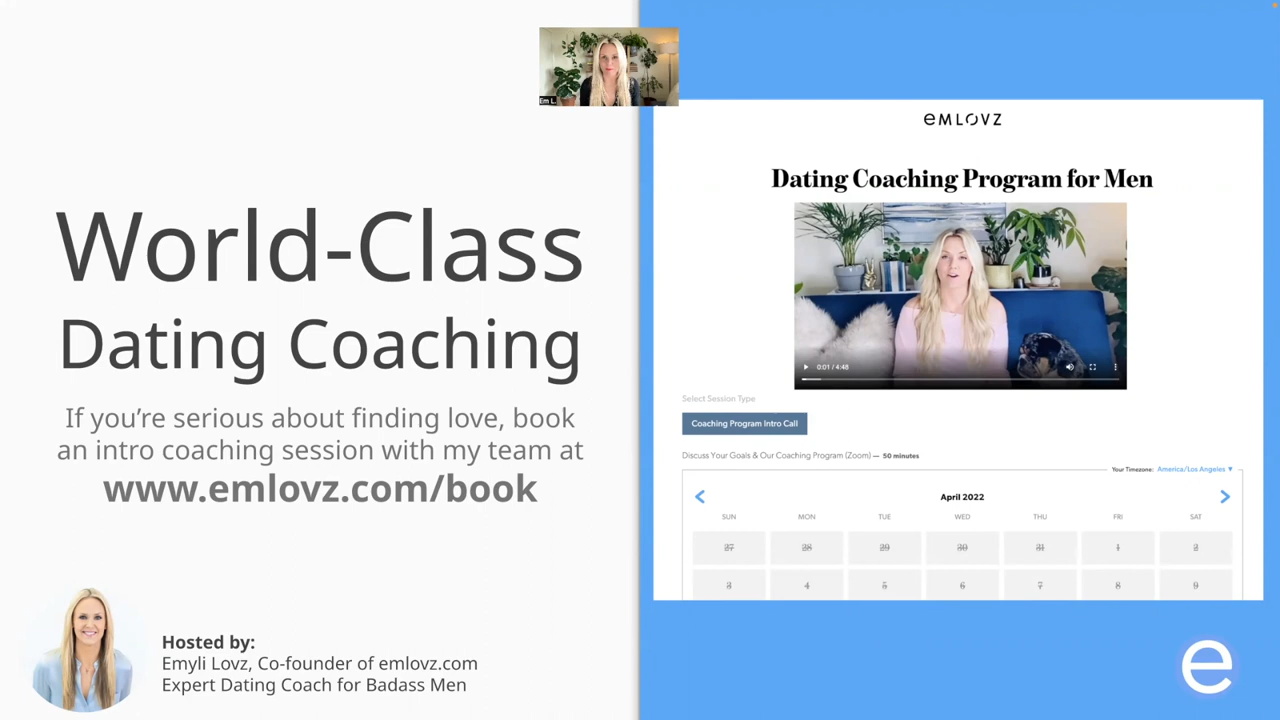 Em L.
World-Class
Dating Coaching
If you're serious about finding love, book
an intro coaching session with my team at
www.emlovz.com/book
Hosted by:
Emyli Lovz, Co-founder of emlovz.com
Expert Dating Coach for Badass Men
eMLOVZ
Dating Coaching Program for Men
0:01 / 4:48
Select Session Type
Coaching Program Intro Call
Discuss Your Goals & Our Coaching Program (Zoom) — 50 minutes
Your Timezone: America/Los Angeles ▼
April 2022
SUN MON TUE WED THU FRI SAT
27 28 29 30 31 1 2
3 4 5 6 7 8 9
e